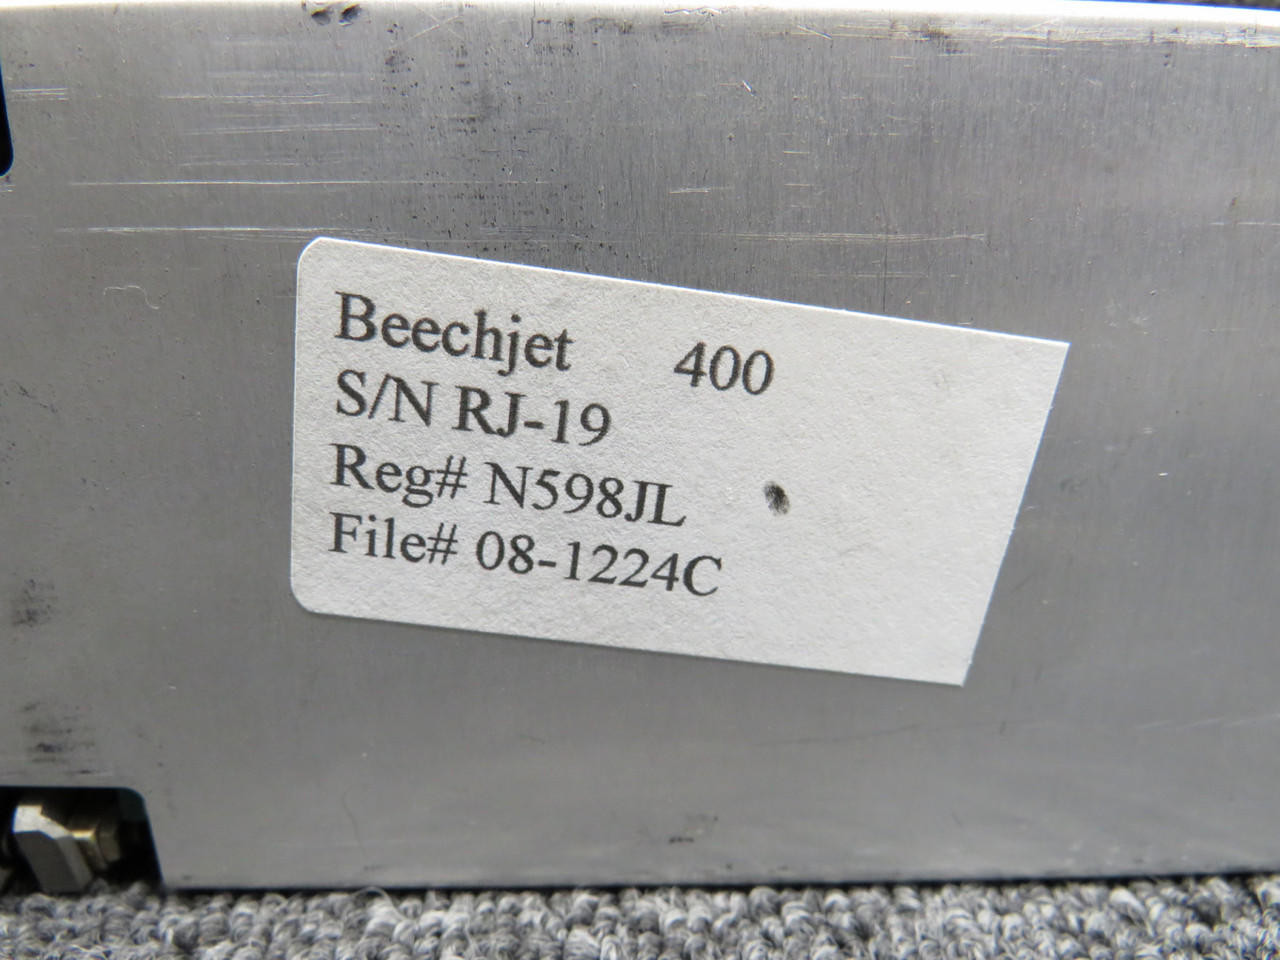 Beechjet 400
S/N RJ-19
Reg# N598JL
File# 08-1224C